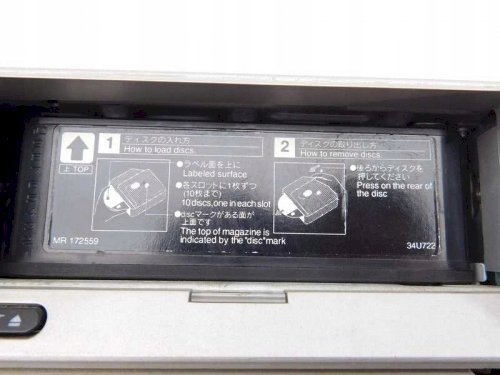 上 TOP
1
ディスクの入れ方
How to load discs.
●ラベル面を上に
Labeled surface
●各スロットに1枚ずつ
(10枚まで)
10discs,one in each slot
●discマークがある面が
上面です
The top of magazine is
indicated by the "disc"mark
MR 172559
2
ディスクの取り出し方
How to remove discs.
●後ろからディスクを
押してください
Press on the rear of
the disc
34U722